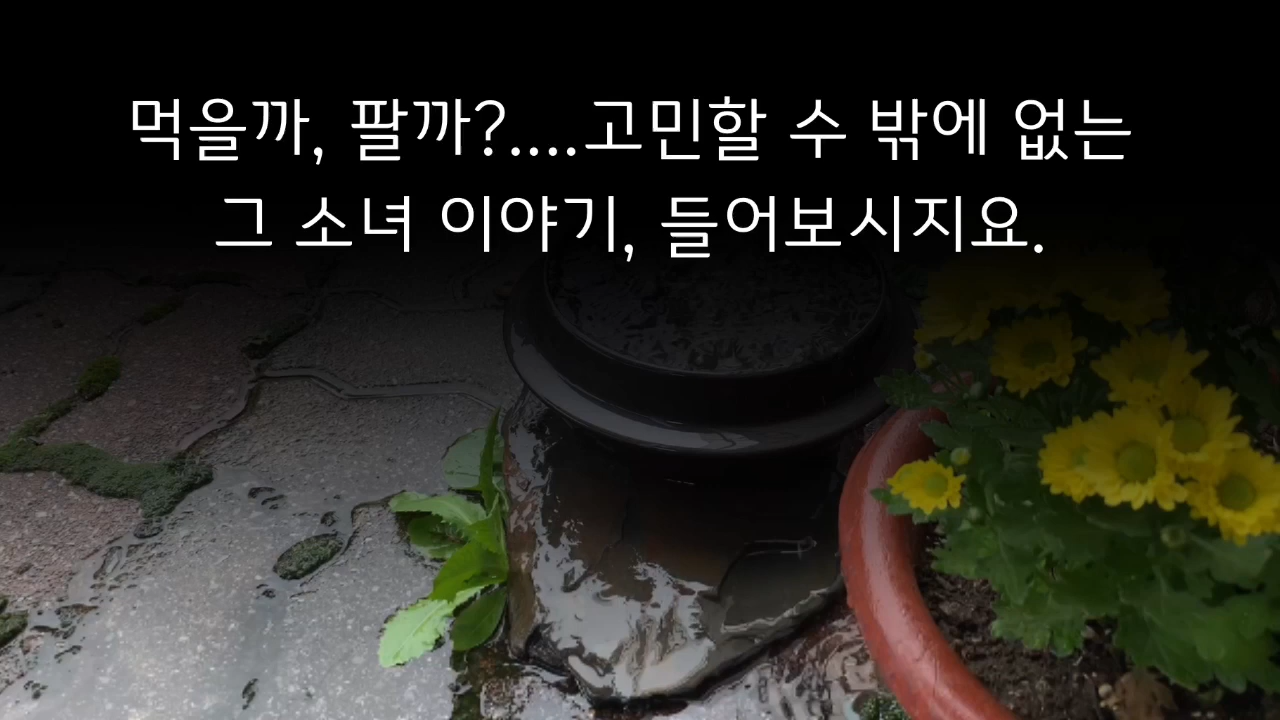 먹을까, 팔까?....고민할 수 밖에 없는
그 소녀 이야기, 들어보시지요.